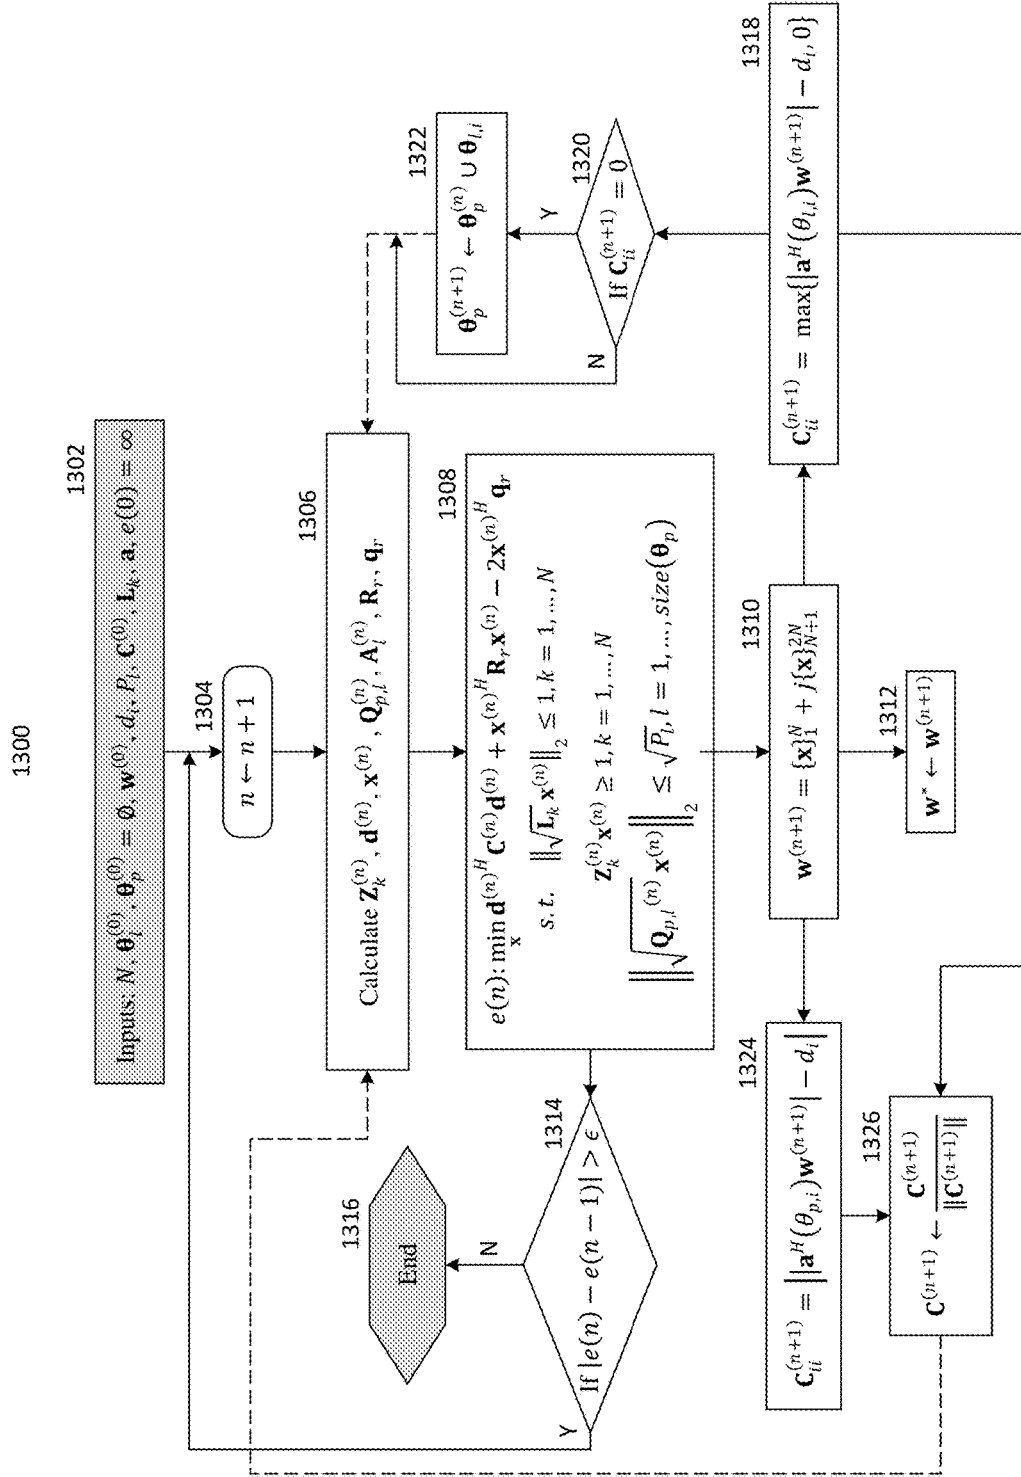 1300
1302
Inputs: N, θ_l^(0), θ_p^(0) = ∅, w^(0), d_i, P_l, C^(0), L_k, a, e(0) = ∞
1304
n ← n + 1
1306
Calculate Z_k^(n), d^(n), x^(n), Q_{p,l}^(n), A_l^(n), R_r, q_r
1308
e(n): min_x d^(n)^H C^(n) d^(n) + x^(n)^H R_r x^(n) − 2x^(n)^H q_r
s.t. ‖√L_k x^(n)‖_2 ≤ 1, k = 1, …, N
Z_k^(n) x^(n) ≥ 1, k = 1, …, N
‖√Q_{p,l}^(n) x^(n)‖_2 ≤ √P_l, l = 1, …, size(θ_p)
1310
w^(n+1) = {x}_1^N + j{x}_{N+1}^{2N}
1312
w* ← w^(n+1)
1314
If |e(n) − e(n − 1)| > ϵ
Y
N
1316
End
1318
C_ii^(n+1) = max{|a^H(θ_{l,i})w^(n+1)| − d_i, 0}
1320
If C_ii^(n+1) = 0
Y
N
1322
θ_p^(n+1) ← θ_p^(n) ∪ θ_{l,i}
1324
C_ii^(n+1) = ||a^H(θ_{p,i})w^(n+1)| − d_i|
1326
C^(n+1) ← C^(n+1) / ‖C^(n+1)‖